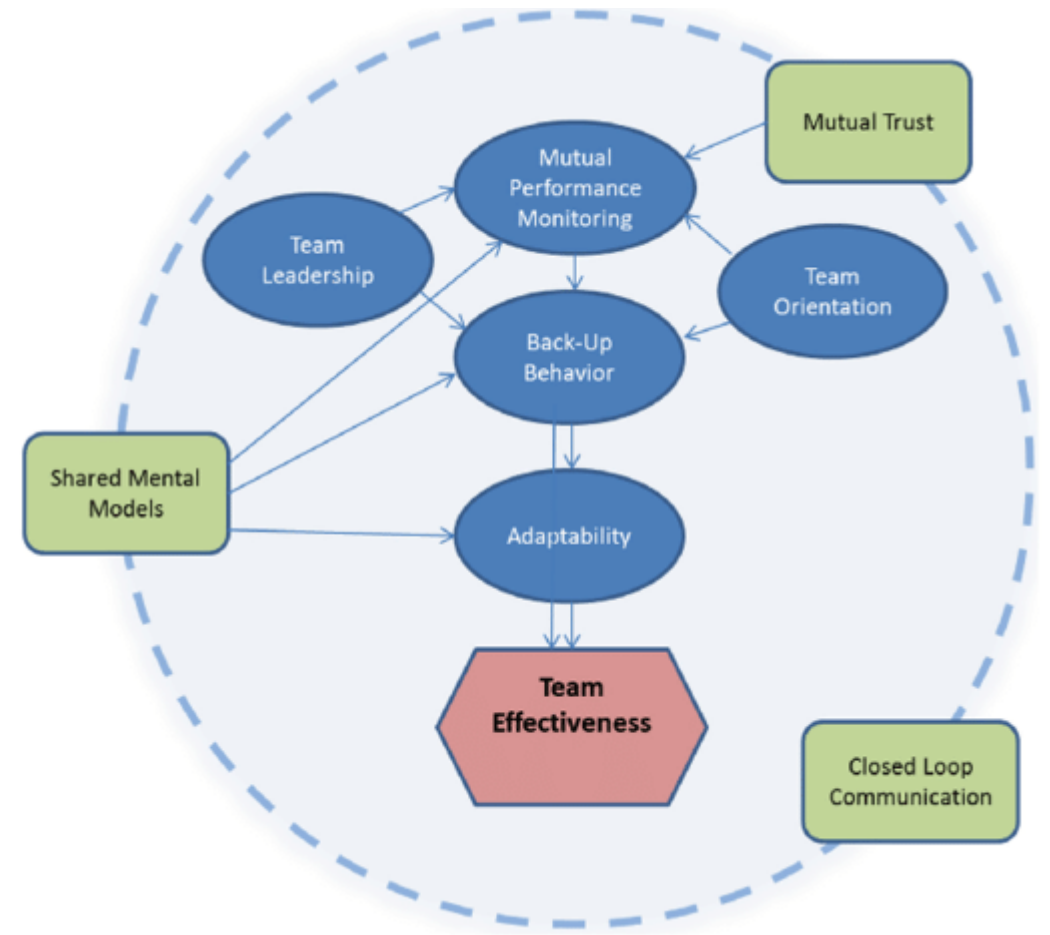 Mutual Trust
Mutual
Performance
Monitoring
Team
Leadership
Team
Orientation
Back-Up
Behavior
Shared Mental
Models
Adaptability
Team
Effectiveness
Closed Loop
Communication